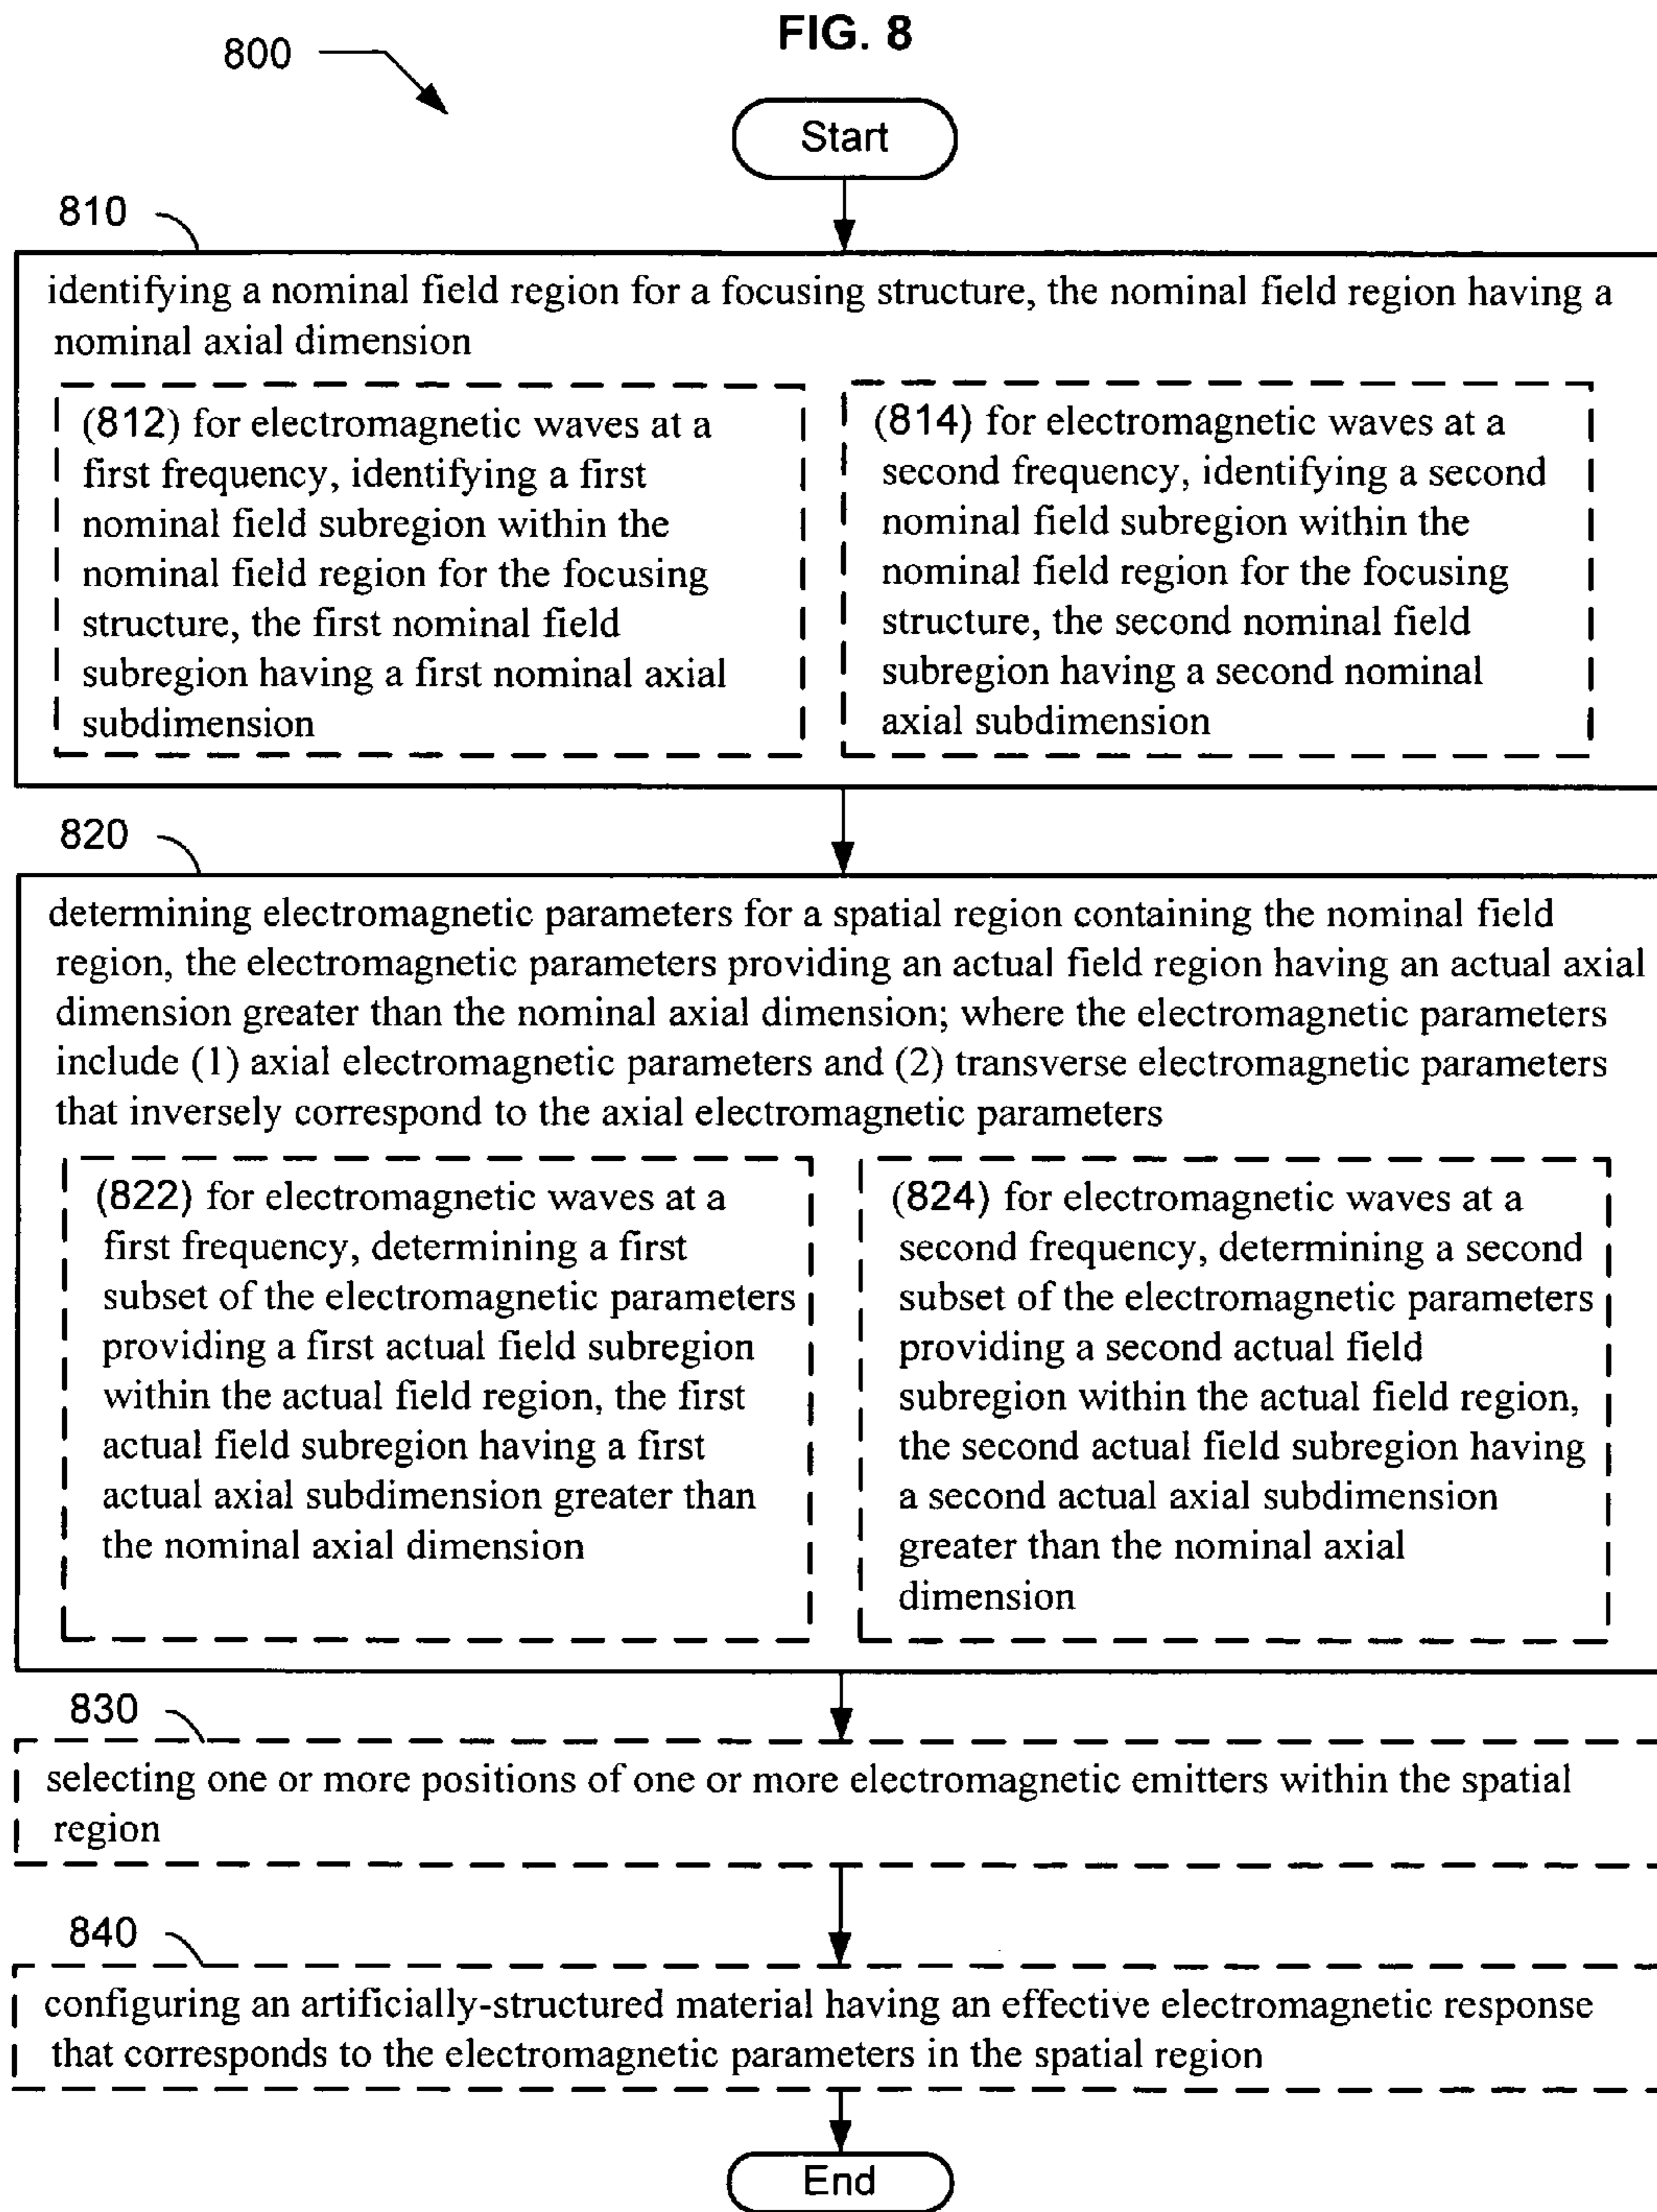 FIG. 8
800
Start
810
identifying a nominal field region for a focusing structure, the nominal field region having a
nominal axial dimension
(812) for electromagnetic waves at a
first frequency, identifying a first
nominal field subregion within the
nominal field region for the focusing
structure, the first nominal field
subregion having a first nominal axial
subdimension
(814) for electromagnetic waves at a
second frequency, identifying a second
nominal field subregion within the
nominal field region for the focusing
structure, the second nominal field
subregion having a second nominal
axial subdimension
820
determining electromagnetic parameters for a spatial region containing the nominal field
region, the electromagnetic parameters providing an actual field region having an actual axial
dimension greater than the nominal axial dimension; where the electromagnetic parameters
include (1) axial electromagnetic parameters and (2) transverse electromagnetic parameters
that inversely correspond to the axial electromagnetic parameters
(822) for electromagnetic waves at a
first frequency, determining a first
subset of the electromagnetic parameters
providing a first actual field subregion
within the actual field region, the first
actual field subregion having a first
actual axial subdimension greater than
the nominal axial dimension
(824) for electromagnetic waves at a
second frequency, determining a second
subset of the electromagnetic parameters
providing a second actual field
subregion within the actual field region,
the second actual field subregion having
a second actual axial subdimension
greater than the nominal axial
dimension
830
selecting one or more positions of one or more electromagnetic emitters within the spatial
region
840
configuring an artificially-structured material having an effective electromagnetic response
that corresponds to the electromagnetic parameters in the spatial region
End